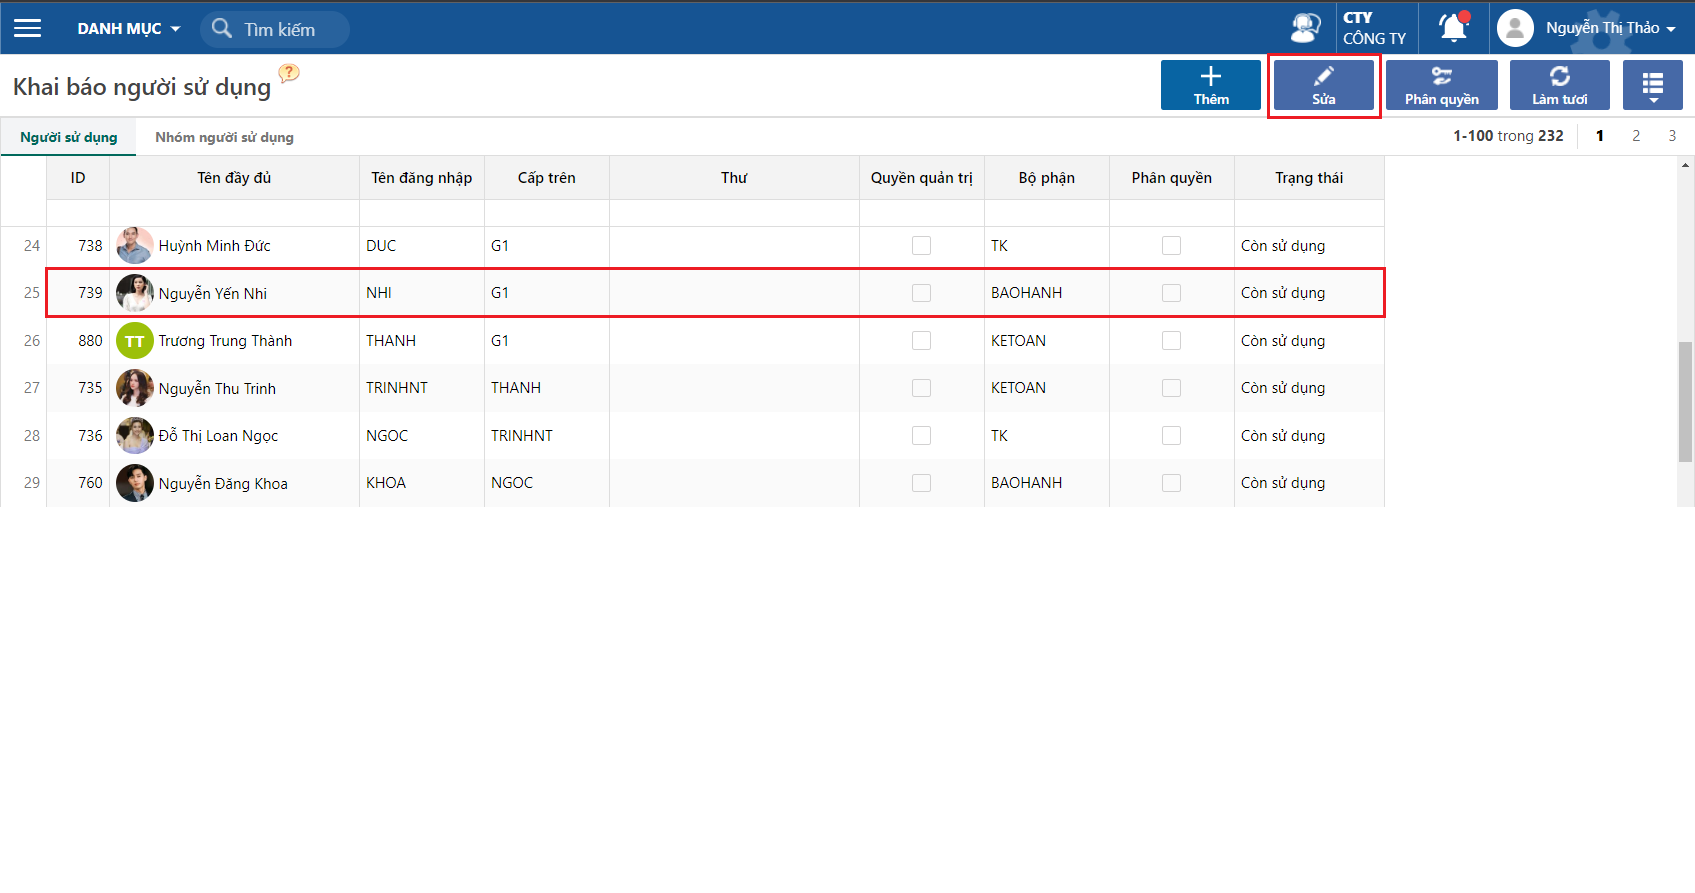 DANH MỤC
Tìm kiếm
CTY
CÔNG TY
Nguyễn Thị Thảo
Khai báo người sử dụng
?
Thêm
Sửa
Phân quyền
Làm tươi
Người sử dụng
Nhóm người sử dụng
1-100 trong 232
1 2 3
ID Tên đầy đủ Tên đăng nhập Cấp trên Thư Quyền quản trị Bộ phận Phân quyền Trạng thái
24 738 Huỳnh Minh Đức DUC G1 TK Còn sử dụng
25 739 Nguyễn Yến Nhi NHI G1 BAOHANH Còn sử dụng
26 880 TT Trương Trung Thành THANH G1 KETOAN Còn sử dụng
27 735 Nguyễn Thu Trinh TRINHNT THANH KETOAN Còn sử dụng
28 736 Đỗ Thị Loan Ngọc NGOC TRINHNT TK Còn sử dụng
29 760 Nguyễn Đăng Khoa KHOA NGOC BAOHANH Còn sử dụng